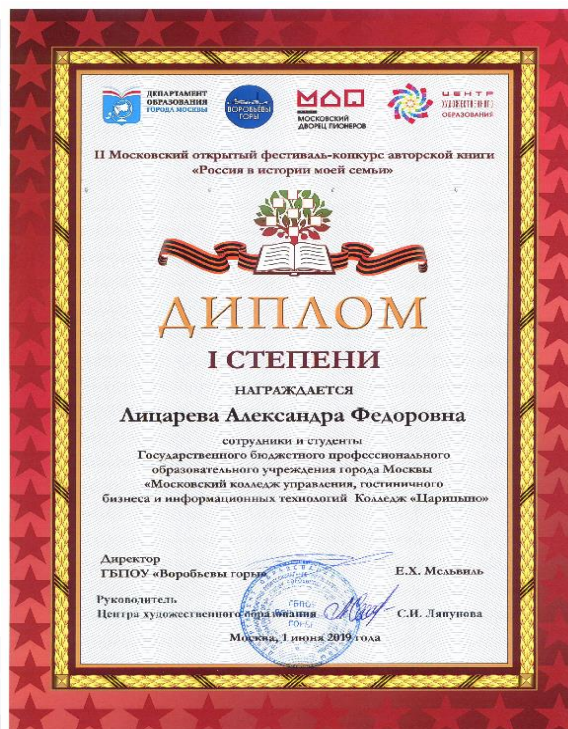 ДЕПАРТАМЕНТ
ОБРАЗОВАНИЯ
ГОРОДА МОСКВЫ
ВОРОБЬЁВЫ
ГОРЫ
МДП
МОСКОВСКИЙ
ДВОРЕЦ ПИОНЕРОВ
ЦЕНТР
ХУДОЖЕСТВЕННОГО
ОБРАЗОВАНИЯ
II Московский открытый фестиваль-конкурс авторской книги
«Россия в истории моей семьи»
ДИПЛОМ
I СТЕПЕНИ
НАГРАЖДАЕТСЯ
Лицарева Александра Федоровна
сотрудники и студенты
Государственного бюджетного профессионального
образовательного учреждения города Москвы
«Московский колледж управления, гостиничного
бизнеса и информационных технологий Колледж «Царицыно»
Директор
ГБПОУ «Воробьевы горы»
Е.Х. Мельвиль
Руководитель
Центра художественного образования
С.И. Ляпунова
ГБПОУ
ГОРЫ
Москва, 1 июня 2019 года